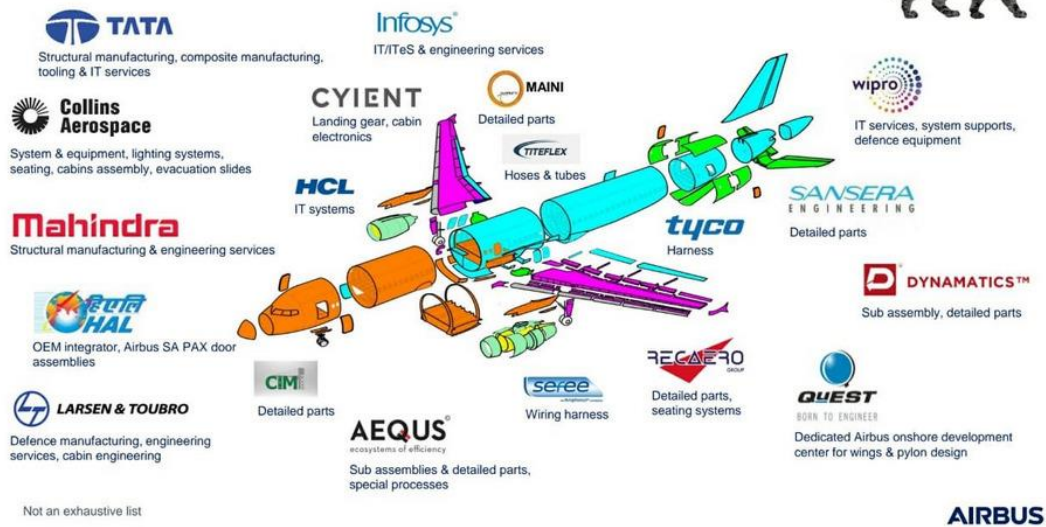 TATA
Structural manufacturing, composite manufacturing,
tooling & IT services
Infosys®
IT/ITeS & engineering services
Collins
Aerospace
System & equipment, lighting systems,
seating, cabins assembly, evacuation slides
CYIENT
Landing gear, cabin
electronics
MAINI
Detailed parts
TITEFLEX
Hoses & tubes
wipro
IT services, system supports,
defence equipment
HCL
IT systems
Mahindra
Structural manufacturing & engineering services
tyco
Harness
SANSERA
ENGINEERING
Detailed parts
DYNAMATICS™
Sub assembly, detailed parts
हिएएल
HAL
OEM integrator, Airbus SA PAX door
assemblies
CIM
Detailed parts
LARSEN & TOUBRO
Defence manufacturing, engineering
services, cabin engineering
AEQUS
ecosystems of efficiency
Sub assemblies & detailed parts,
special processes
seree
Wiring harness
RECAERO
GROUP
Detailed parts,
seating systems
QUEST
BORN TO ENGINEER
Dedicated Airbus onshore development
center for wings & pylon design
Not an exhaustive list
AIRBUS